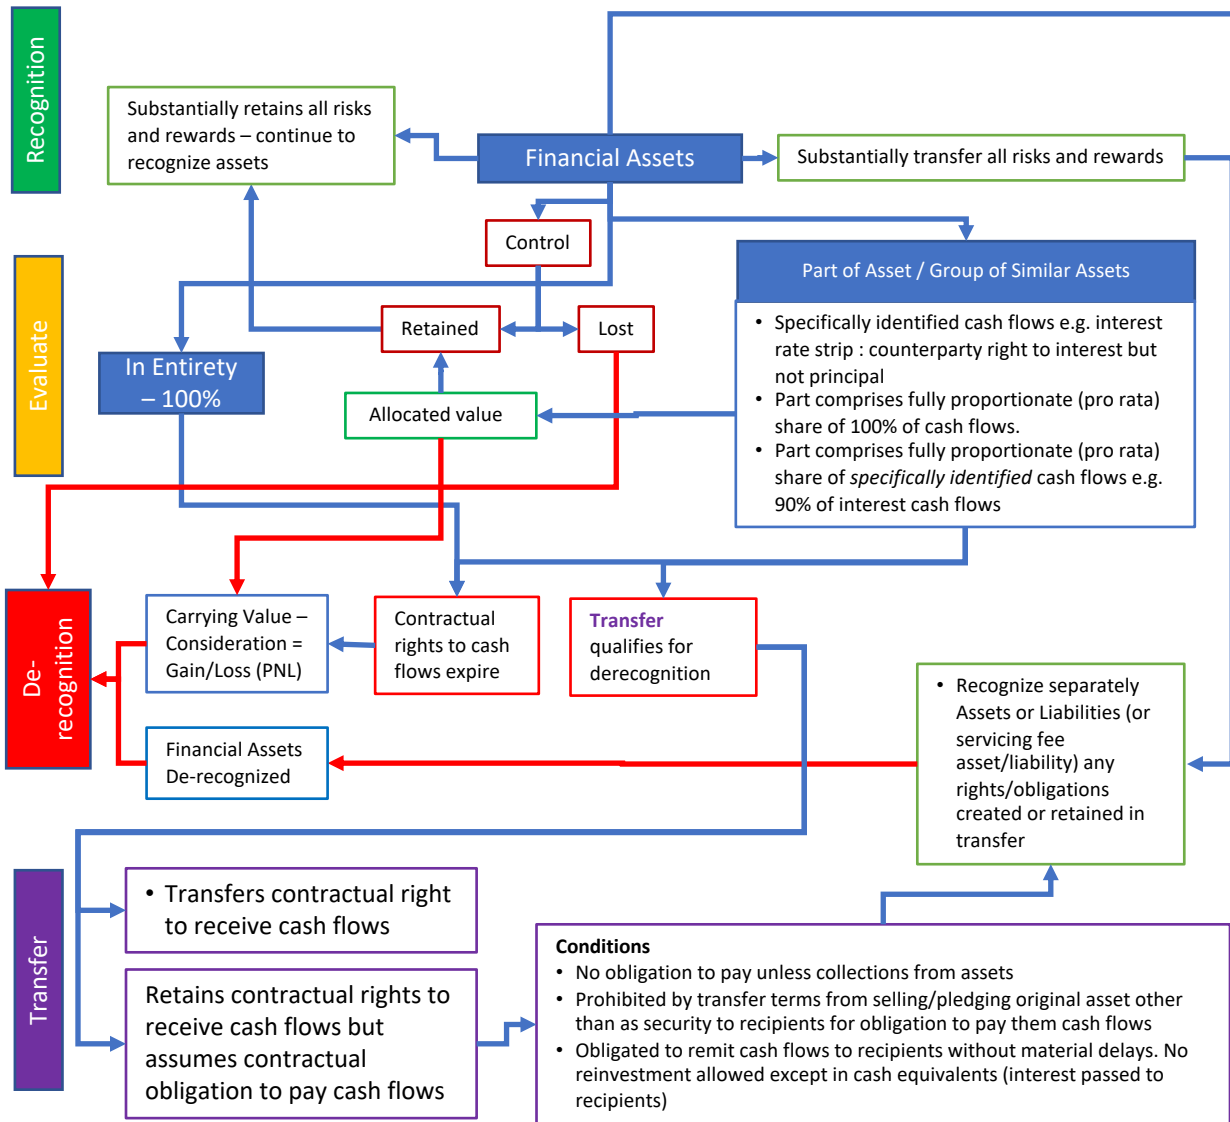 Recognition
Substantially retains all risks
and rewards – continue to
recognize assets
Financial Assets
Substantially transfer all risks and rewards
Control
Evaluate
Part of Asset / Group of Similar Assets
Retained
Lost
• Specifically identified cash flows e.g. interest
rate strip : counterparty right to interest but
not principal
• Part comprises fully proportionate (pro rata)
share of 100% of cash flows.
• Part comprises fully proportionate (pro rata)
share of specifically identified cash flows e.g.
90% of interest cash flows
In Entirety
– 100%
Allocated value
De-
recognition
Carrying Value –
Consideration =
Gain/Loss (PNL)
Contractual
rights to cash
flows expire
Transfer
qualifies for
derecognition
• Recognize separately
Assets or Liabilities (or
servicing fee
asset/liability) any
rights/obligations
created or retained in
transfer
Financial Assets
De-recognized
Transfer
• Transfers contractual right
to receive cash flows
Retains contractual rights to
receive cash flows but
assumes contractual
obligation to pay cash flows
Conditions
• No obligation to pay unless collections from assets
• Prohibited by transfer terms from selling/pledging original asset other
than as security to recipients for obligation to pay them cash flows
• Obligated to remit cash flows to recipients without material delays. No
reinvestment allowed except in cash equivalents (interest passed to
recipients)